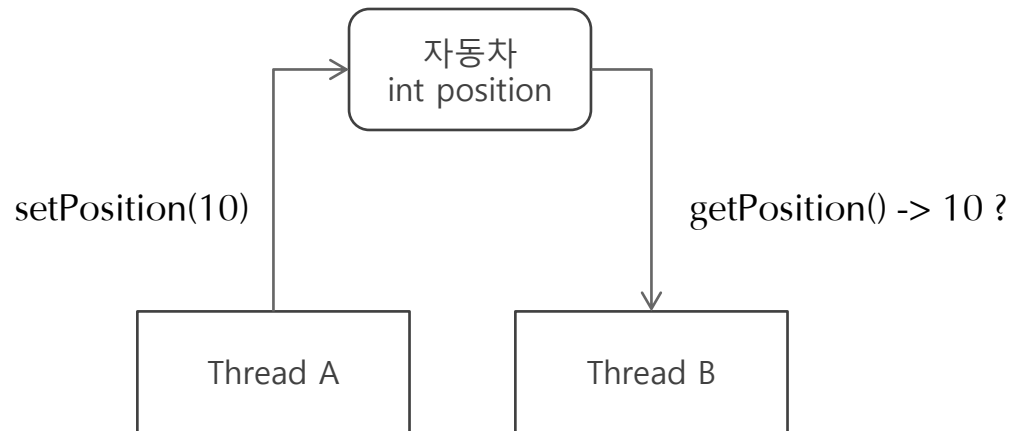 자동차
int position
setPosition(10)
getPosition() -> 10 ?
Thread A
Thread B